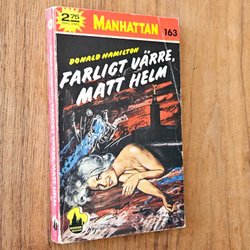 2.75
MANHATTAN
163
DONALD HAMILTON
FARLIGT VÄRRE,
MATT HELM